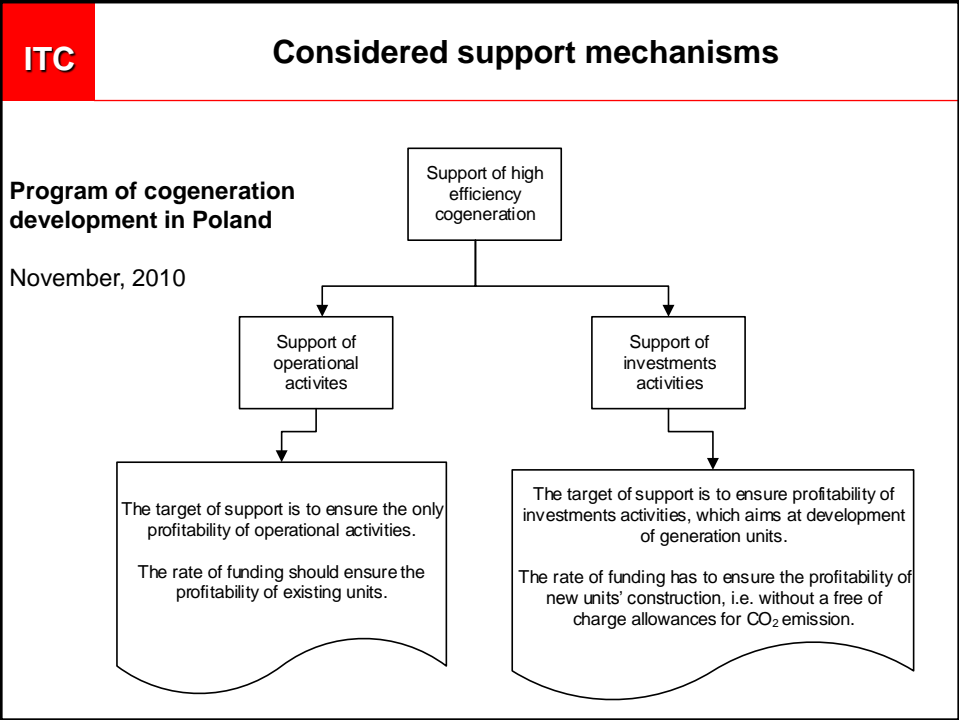 ITC
Considered support mechanisms
Program of cogeneration
development in Poland
November, 2010
Support of high
efficiency
cogeneration
Support of
operational
activites
Support of
investments
activities
The target of support is to ensure the only
profitability of operational activities.
The rate of funding should ensure the
profitability of existing units.
The target of support is to ensure profitability of
investments activities, which aims at development
of generation units.
The rate of funding has to ensure the profitability of
new units' construction, i.e. without a free of
charge allowances for CO₂ emission.